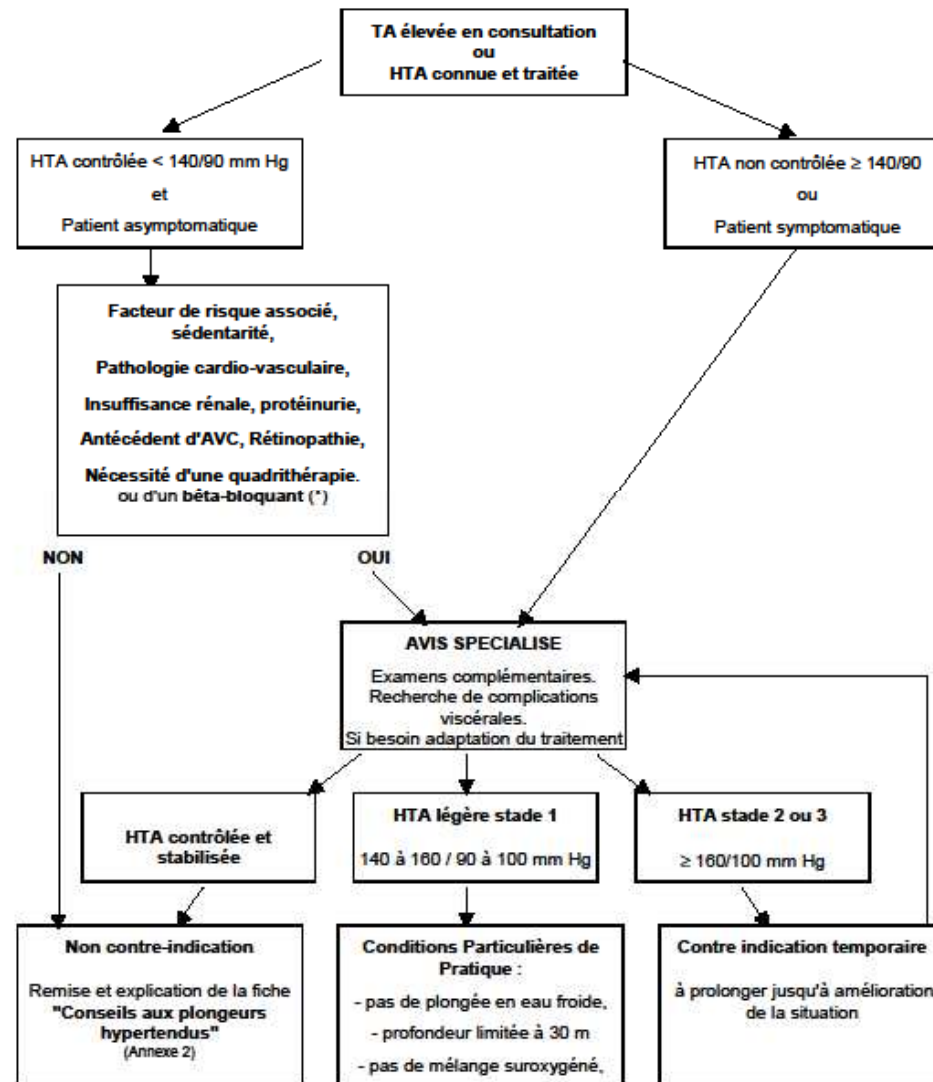 TA élevée en consultation
ou
HTA connue et traitée
HTA contrôlée < 140/90 mm Hg
et
Patient asymptomatique
HTA non contrôlée ≥ 140/90
ou
Patient symptomatique
Facteur de risque associé,
sédentarité,
Pathologie cardio-vasculaire,
Insuffisance rénale, protéinurie,
Antécédent d'AVC, Rétinopathie,
Nécessité d'une quadrithérapie.
ou d'un bêta-bloquant (*)
NON
OUI
AVIS SPECIALISE
Examens complémentaires.
Recherche de complications
viscérales.
Si besoin adaptation du traitement
HTA contrôlée et
stabilisée
HTA légère stade 1
140 à 160 / 90 à 100 mm Hg
HTA stade 2 ou 3
≥ 160/100 mm Hg
Non contre-indication
Remise et explication de la fiche
"Conseils aux plongeurs
hypertendus"
(Annexe 2)
Conditions Particulières de
Pratique :
- pas de plongée en eau froide,
- profondeur limitée à 30 m
- pas de mélange suroxygéné,
Contre indication temporaire
à prolonger jusqu'à amélioration
de la situation